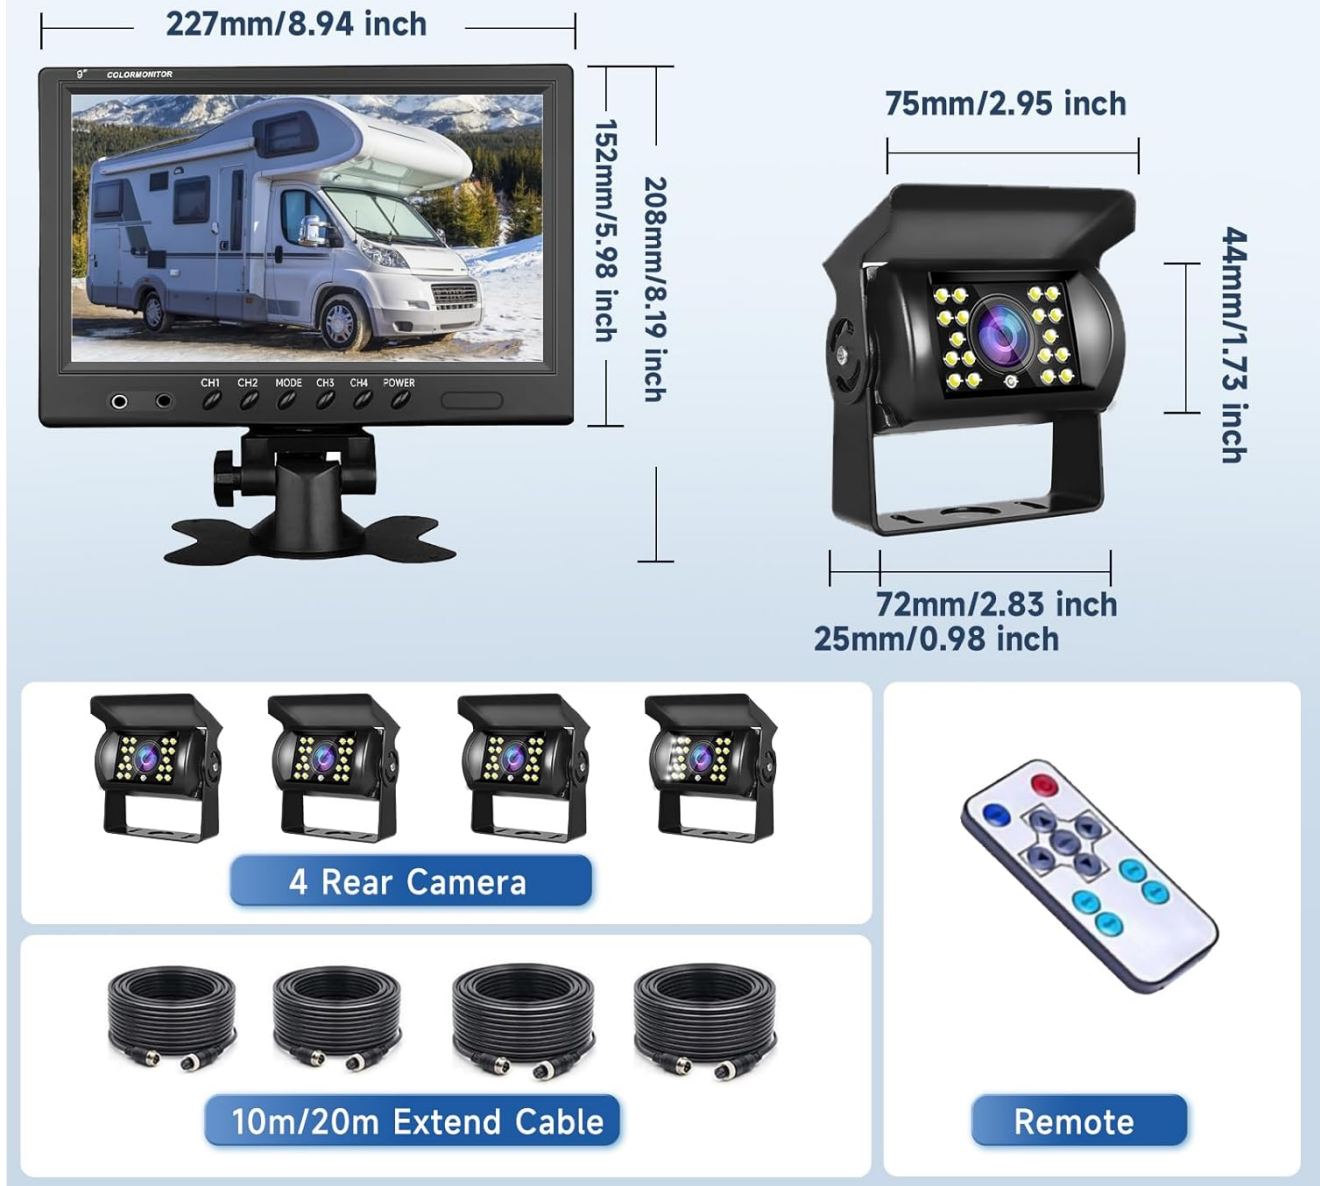 227mm/8.94 inch
9" COLORMONITOR
152mm/5.98 inch
208mm/8.19 inch
CH1 CH2 MODE CH3 CH4 POWER
75mm/2.95 inch
44mm/1.73 inch
72mm/2.83 inch
25mm/0.98 inch
4 Rear Camera
10m/20m Extend Cable
Remote